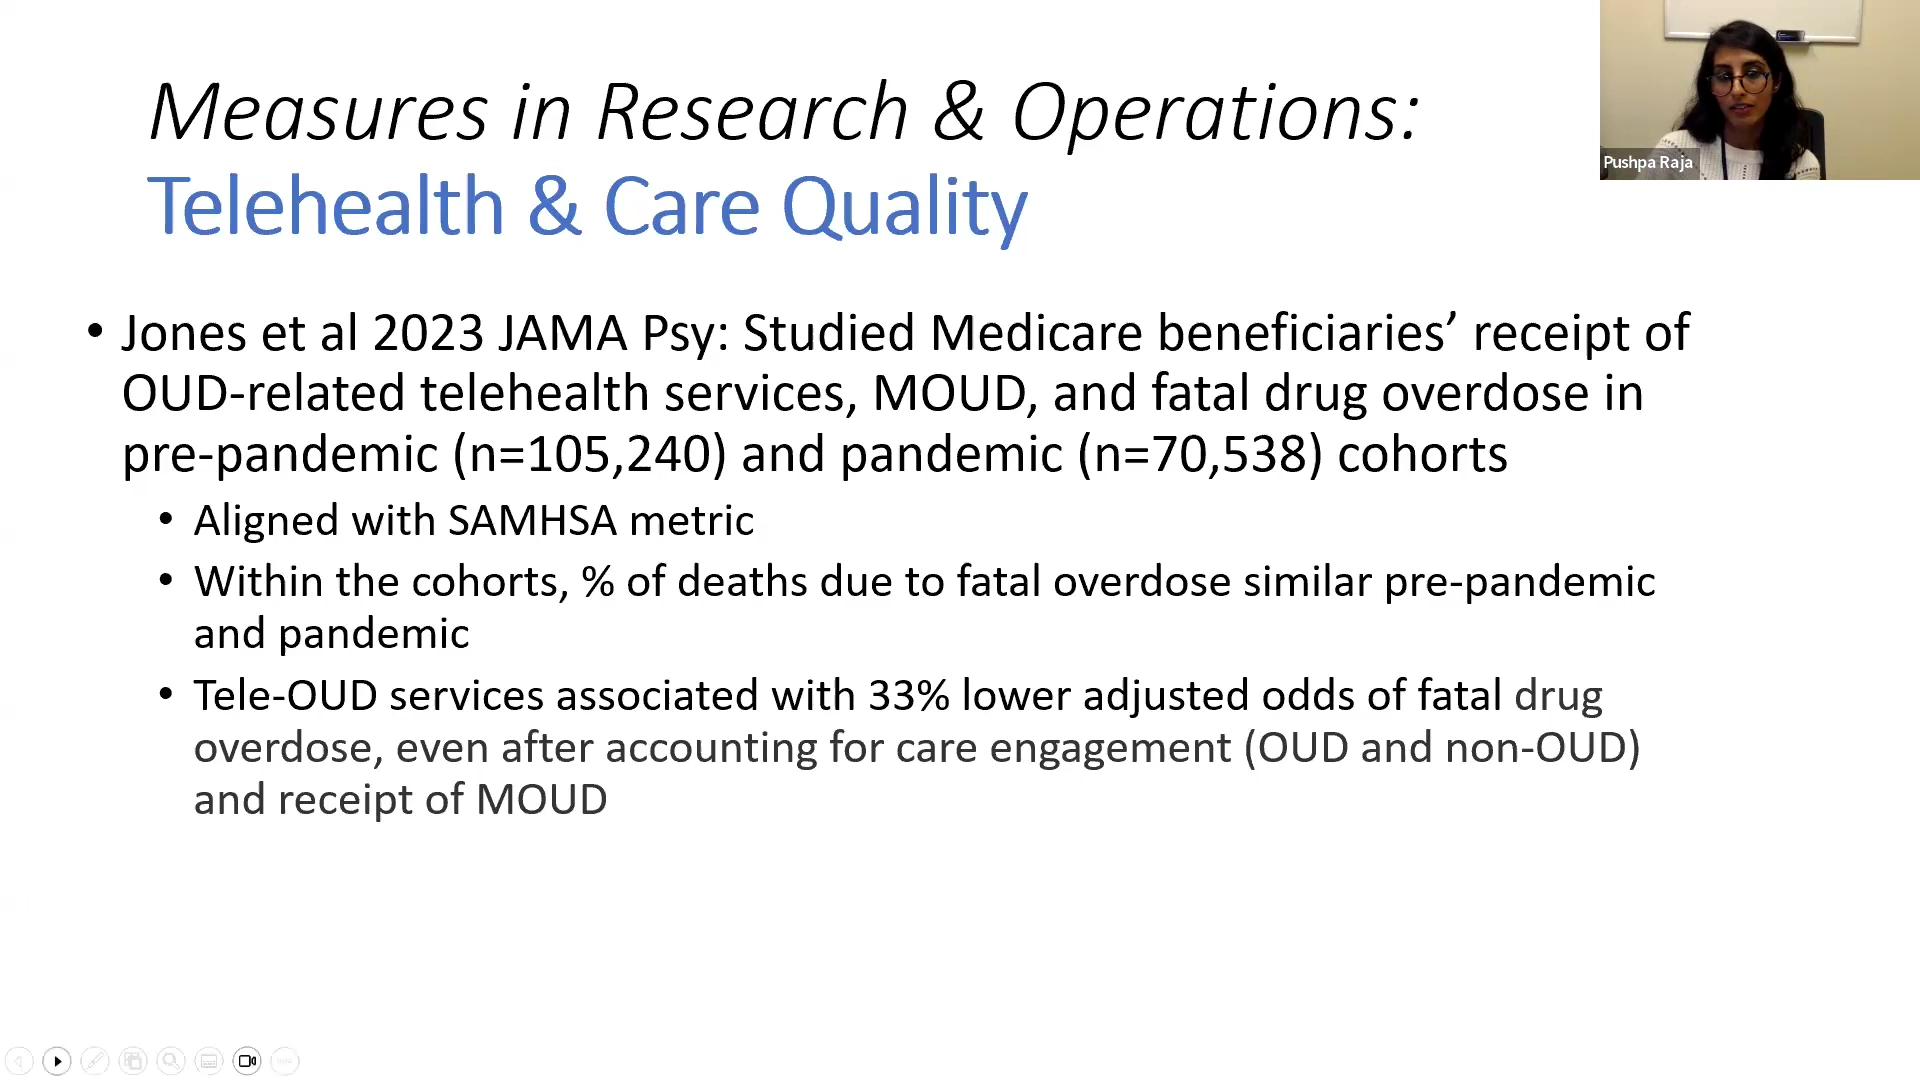 Measures in Research & Operations:
Telehealth & Care Quality
Pushpa Raja
• Jones et al 2023 JAMA Psy: Studied Medicare beneficiaries’ receipt of
OUD-related telehealth services, MOUD, and fatal drug overdose in
pre-pandemic (n=105,240) and pandemic (n=70,538) cohorts
• Aligned with SAMHSA metric
• Within the cohorts, % of deaths due to fatal overdose similar pre-pandemic
and pandemic
• Tele-OUD services associated with 33% lower adjusted odds of fatal drug
overdose, even after accounting for care engagement (OUD and non-OUD)
and receipt of MOUD